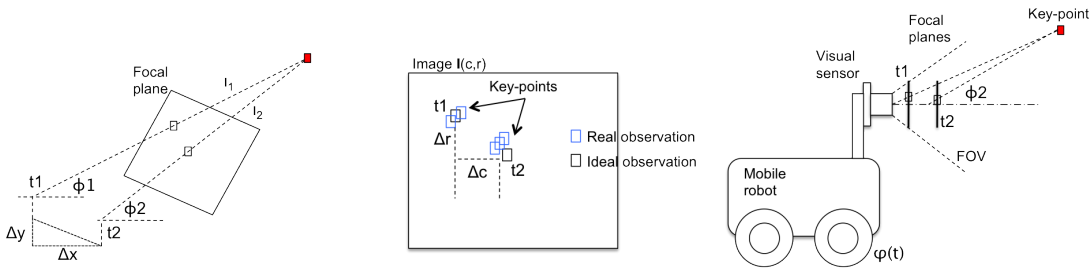 Focal
plane
l1
l2
t1
ϕ1
ϕ2
t2
Δy
Δx
Image I(c,r)
Key-points
t1
Δr
Δc
t2
Real observation
Ideal observation
Key-point
Focal
planes
Visual
sensor
t1
ϕ2
t2
FOV
Mobile
robot
φ(t)